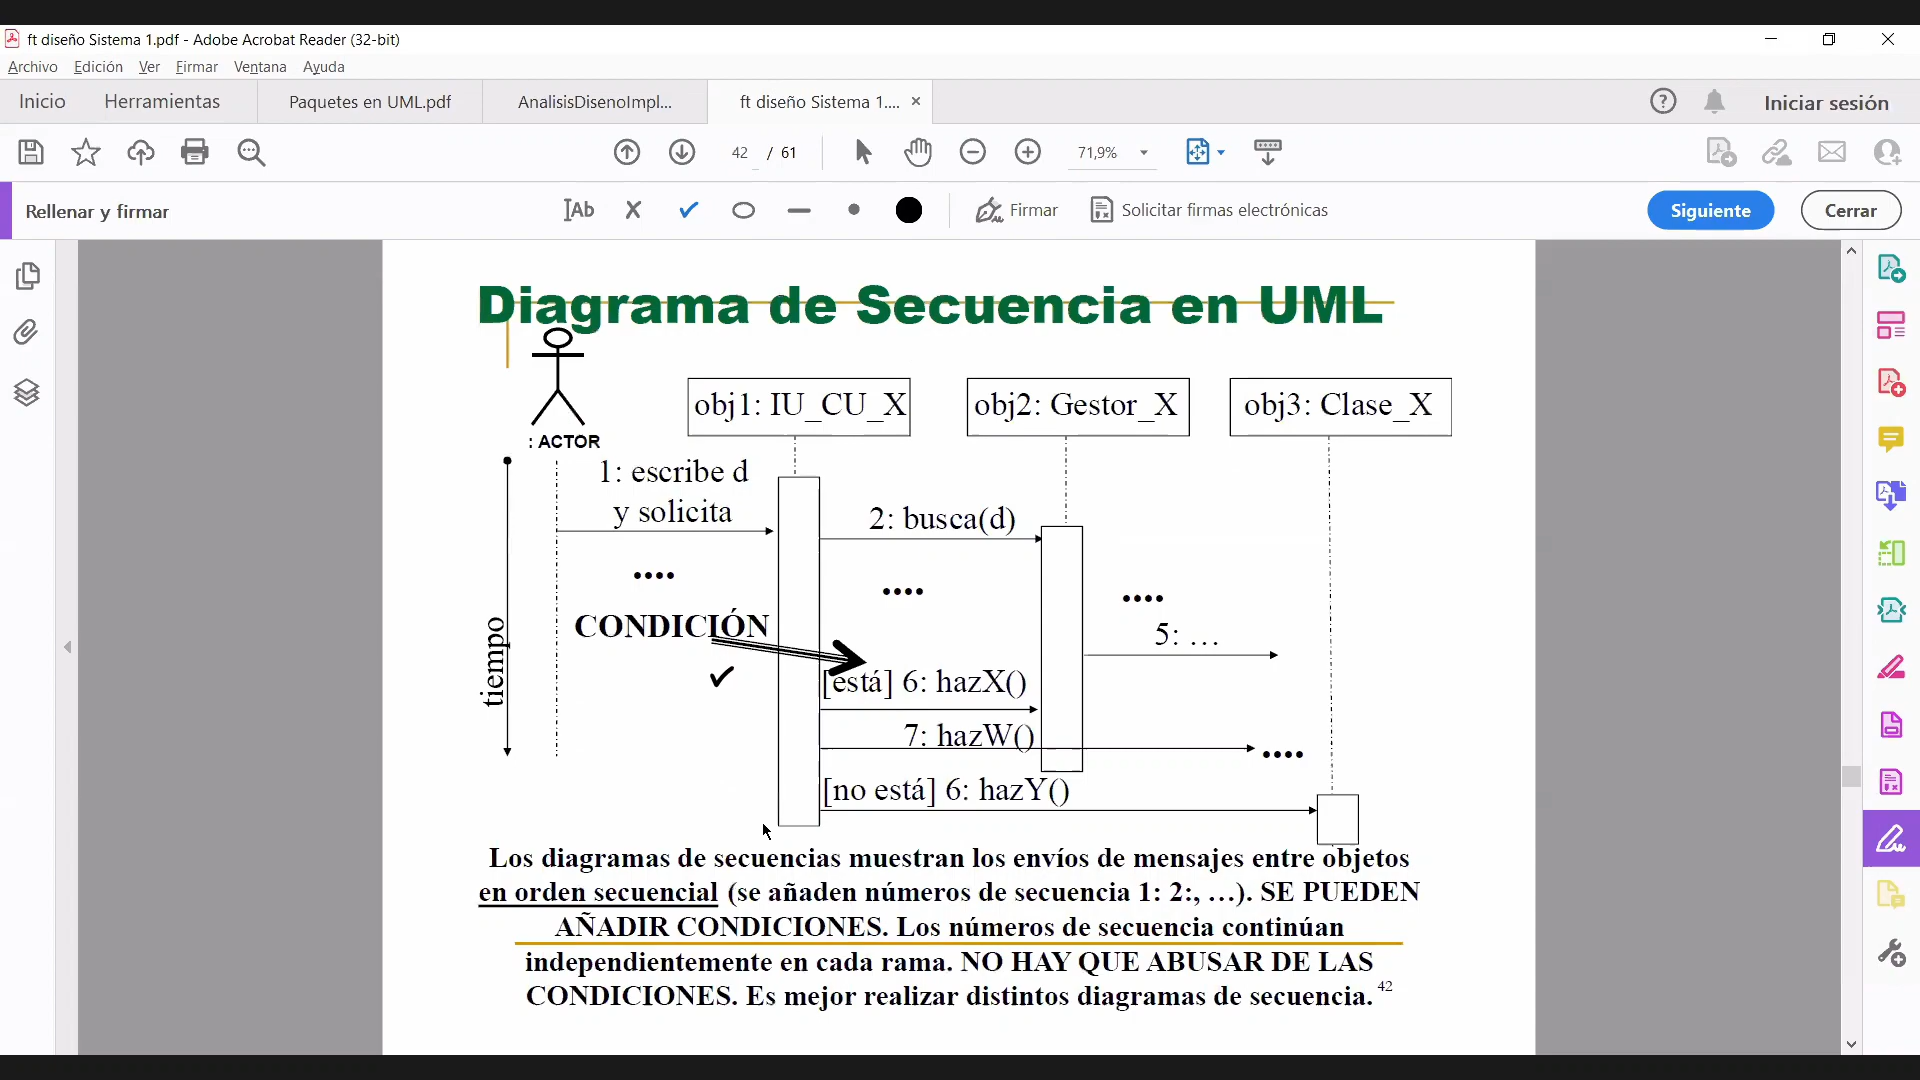 ft diseño Sistema 1.pdf - Adobe Acrobat Reader (32-bit)
Archivo Edición Ver Firmar Ventana Ayuda
Inicio Herramientas Paquetes en UML.pdf AnalisisDisenoImpl... ft diseño Sistema 1.... × Iniciar sesión
42 / 61 71,9%
Rellenar y firmar Ab Firmar Solicitar firmas electrónicas Siguiente Cerrar
Diagrama de Secuencia en UML
obj1: IU_CU_X obj2: Gestor_X obj3: Clase_X
: ACTOR
1: escribe d
y solicita
2: busca(d)
••••
••••
••••
CONDICIÓN
5: …
tiempo
[está] 6: hazX()
7: hazW()
••••
[no está] 6: hazY()
Los diagramas de secuencias muestran los envíos de mensajes entre objetos
en orden secuencial (se añaden números de secuencia 1: 2:, …). SE PUEDEN
AÑADIR CONDICIONES. Los números de secuencia continúan
independientemente en cada rama. NO HAY QUE ABUSAR DE LAS
CONDICIONES. Es mejor realizar distintos diagramas de secuencia.
42